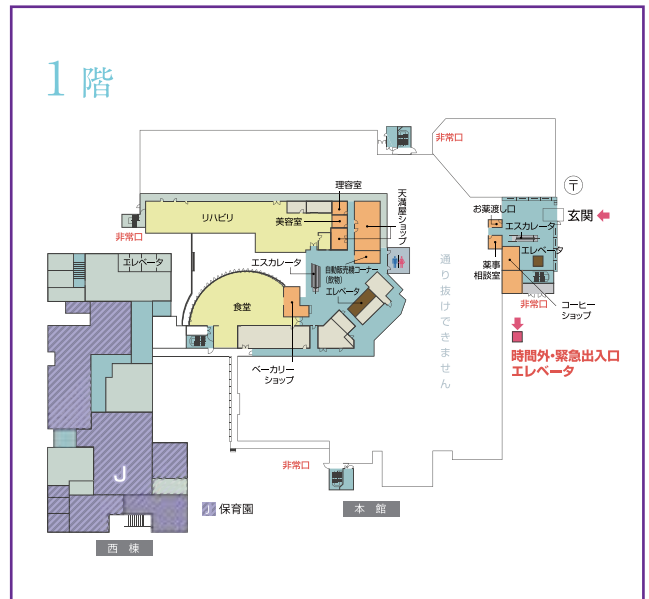 1 階
非常口
〒
理容室
天満屋ショップ
お薬渡し口
玄関
リハビリ
美容室
エスカレータ
非常口
エレベータ
エスカレータ
自動販売機コーナー
(飲物)
エレベータ
薬事
相談室
通り抜けできません
食堂
エレベータ
非常口
コーヒー
ショップ
時間外・緊急出入口
エレベータ
ベーカリー
ショップ
非常口
J
J 保育園
本 館
西 棟